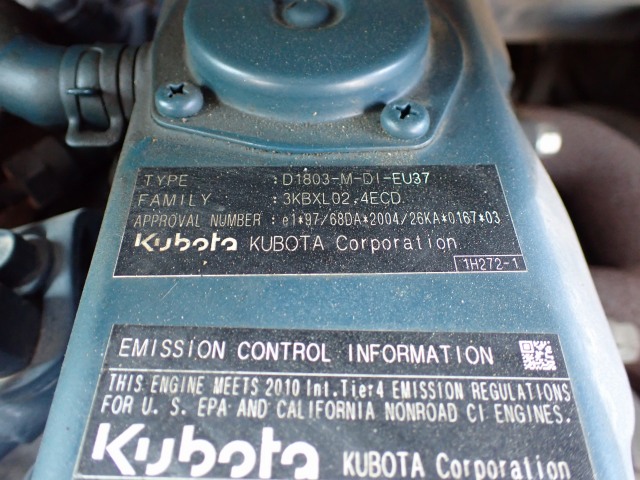 TYPE : D1803-M-DI-EU37
FAMILY : 3KBXL02.4ECD
APPROVAL NUMBER : e1*97/68DA*2004/26KA*0167*03
Kubota KUBOTA Corporation
1H272-1
EMISSION CONTROL INFORMATION
THIS ENGINE MEETS 2010 Int.Tier4 EMISSION REGULATIONS
FOR U. S. EPA AND CALIFORNIA NONROAD CI ENGINES.
Kubota KUBOTA Corporation